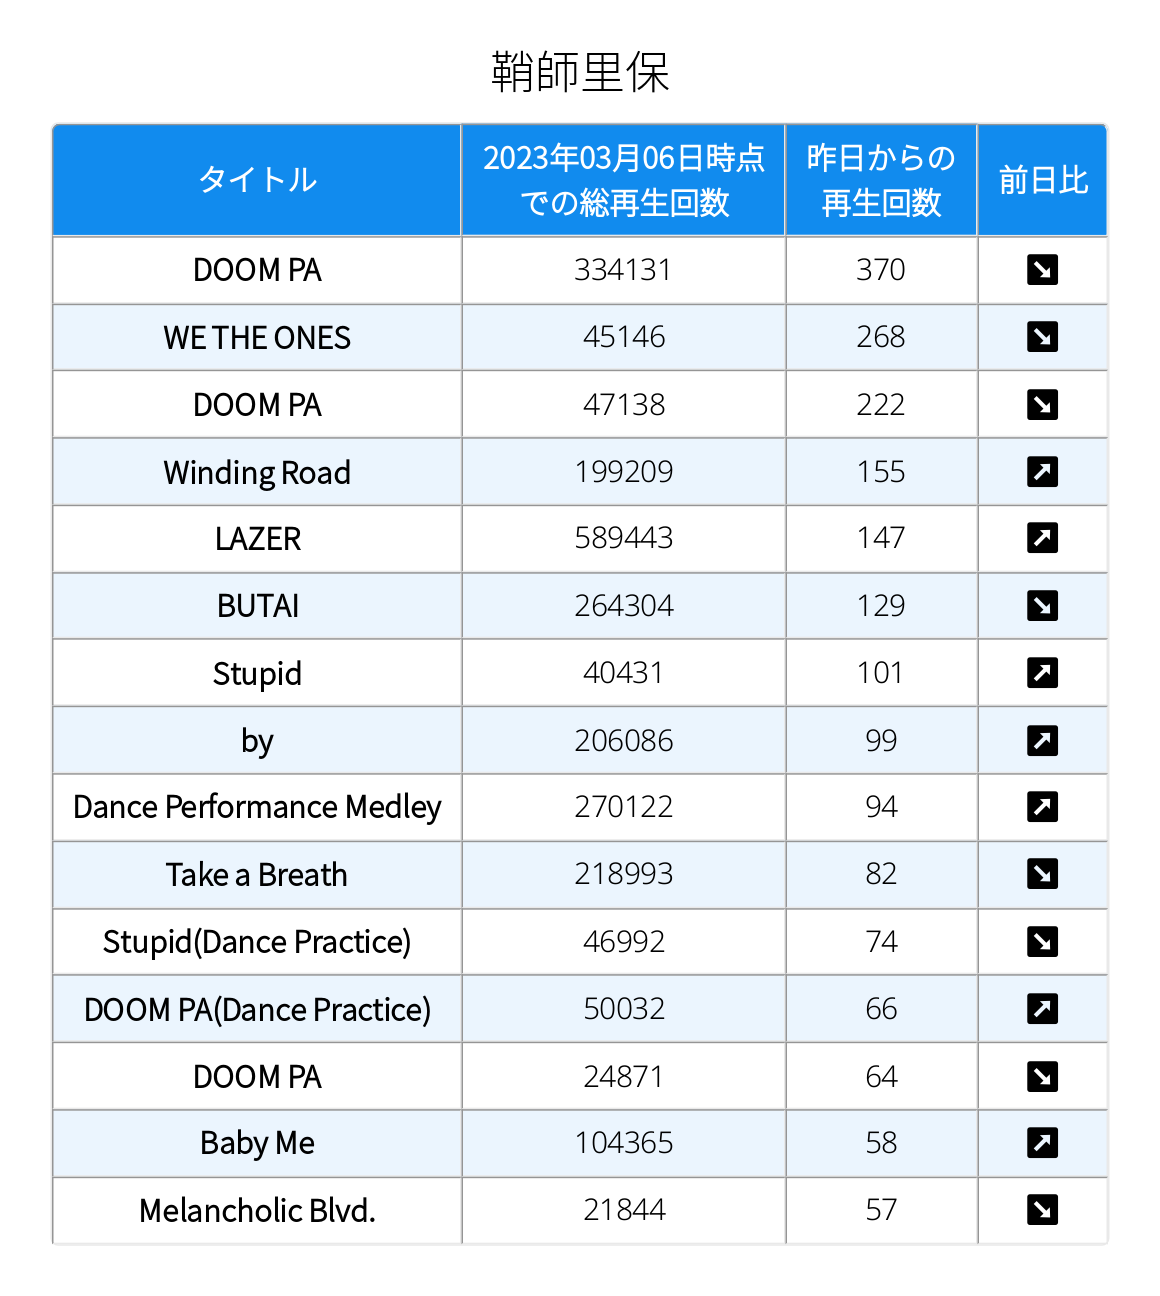 鞘師里保
タイトル 2023年03月06日時点 での総再生回数 昨日からの 再生回数 前日比
DOOM PA 334131 370
WE THE ONES 45146 268
DOOM PA 47138 222
Winding Road 199209 155
LAZER 589443 147
BUTAI 264304 129
Stupid 40431 101
by 206086 99
Dance Performance Medley 270122 94
Take a Breath 218993 82
Stupid(Dance Practice) 46992 74
DOOM PA(Dance Practice) 50032 66
DOOM PA 24871 64
Baby Me 104365 58
Melancholic Blvd. 21844 57